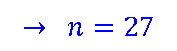 → n = 27